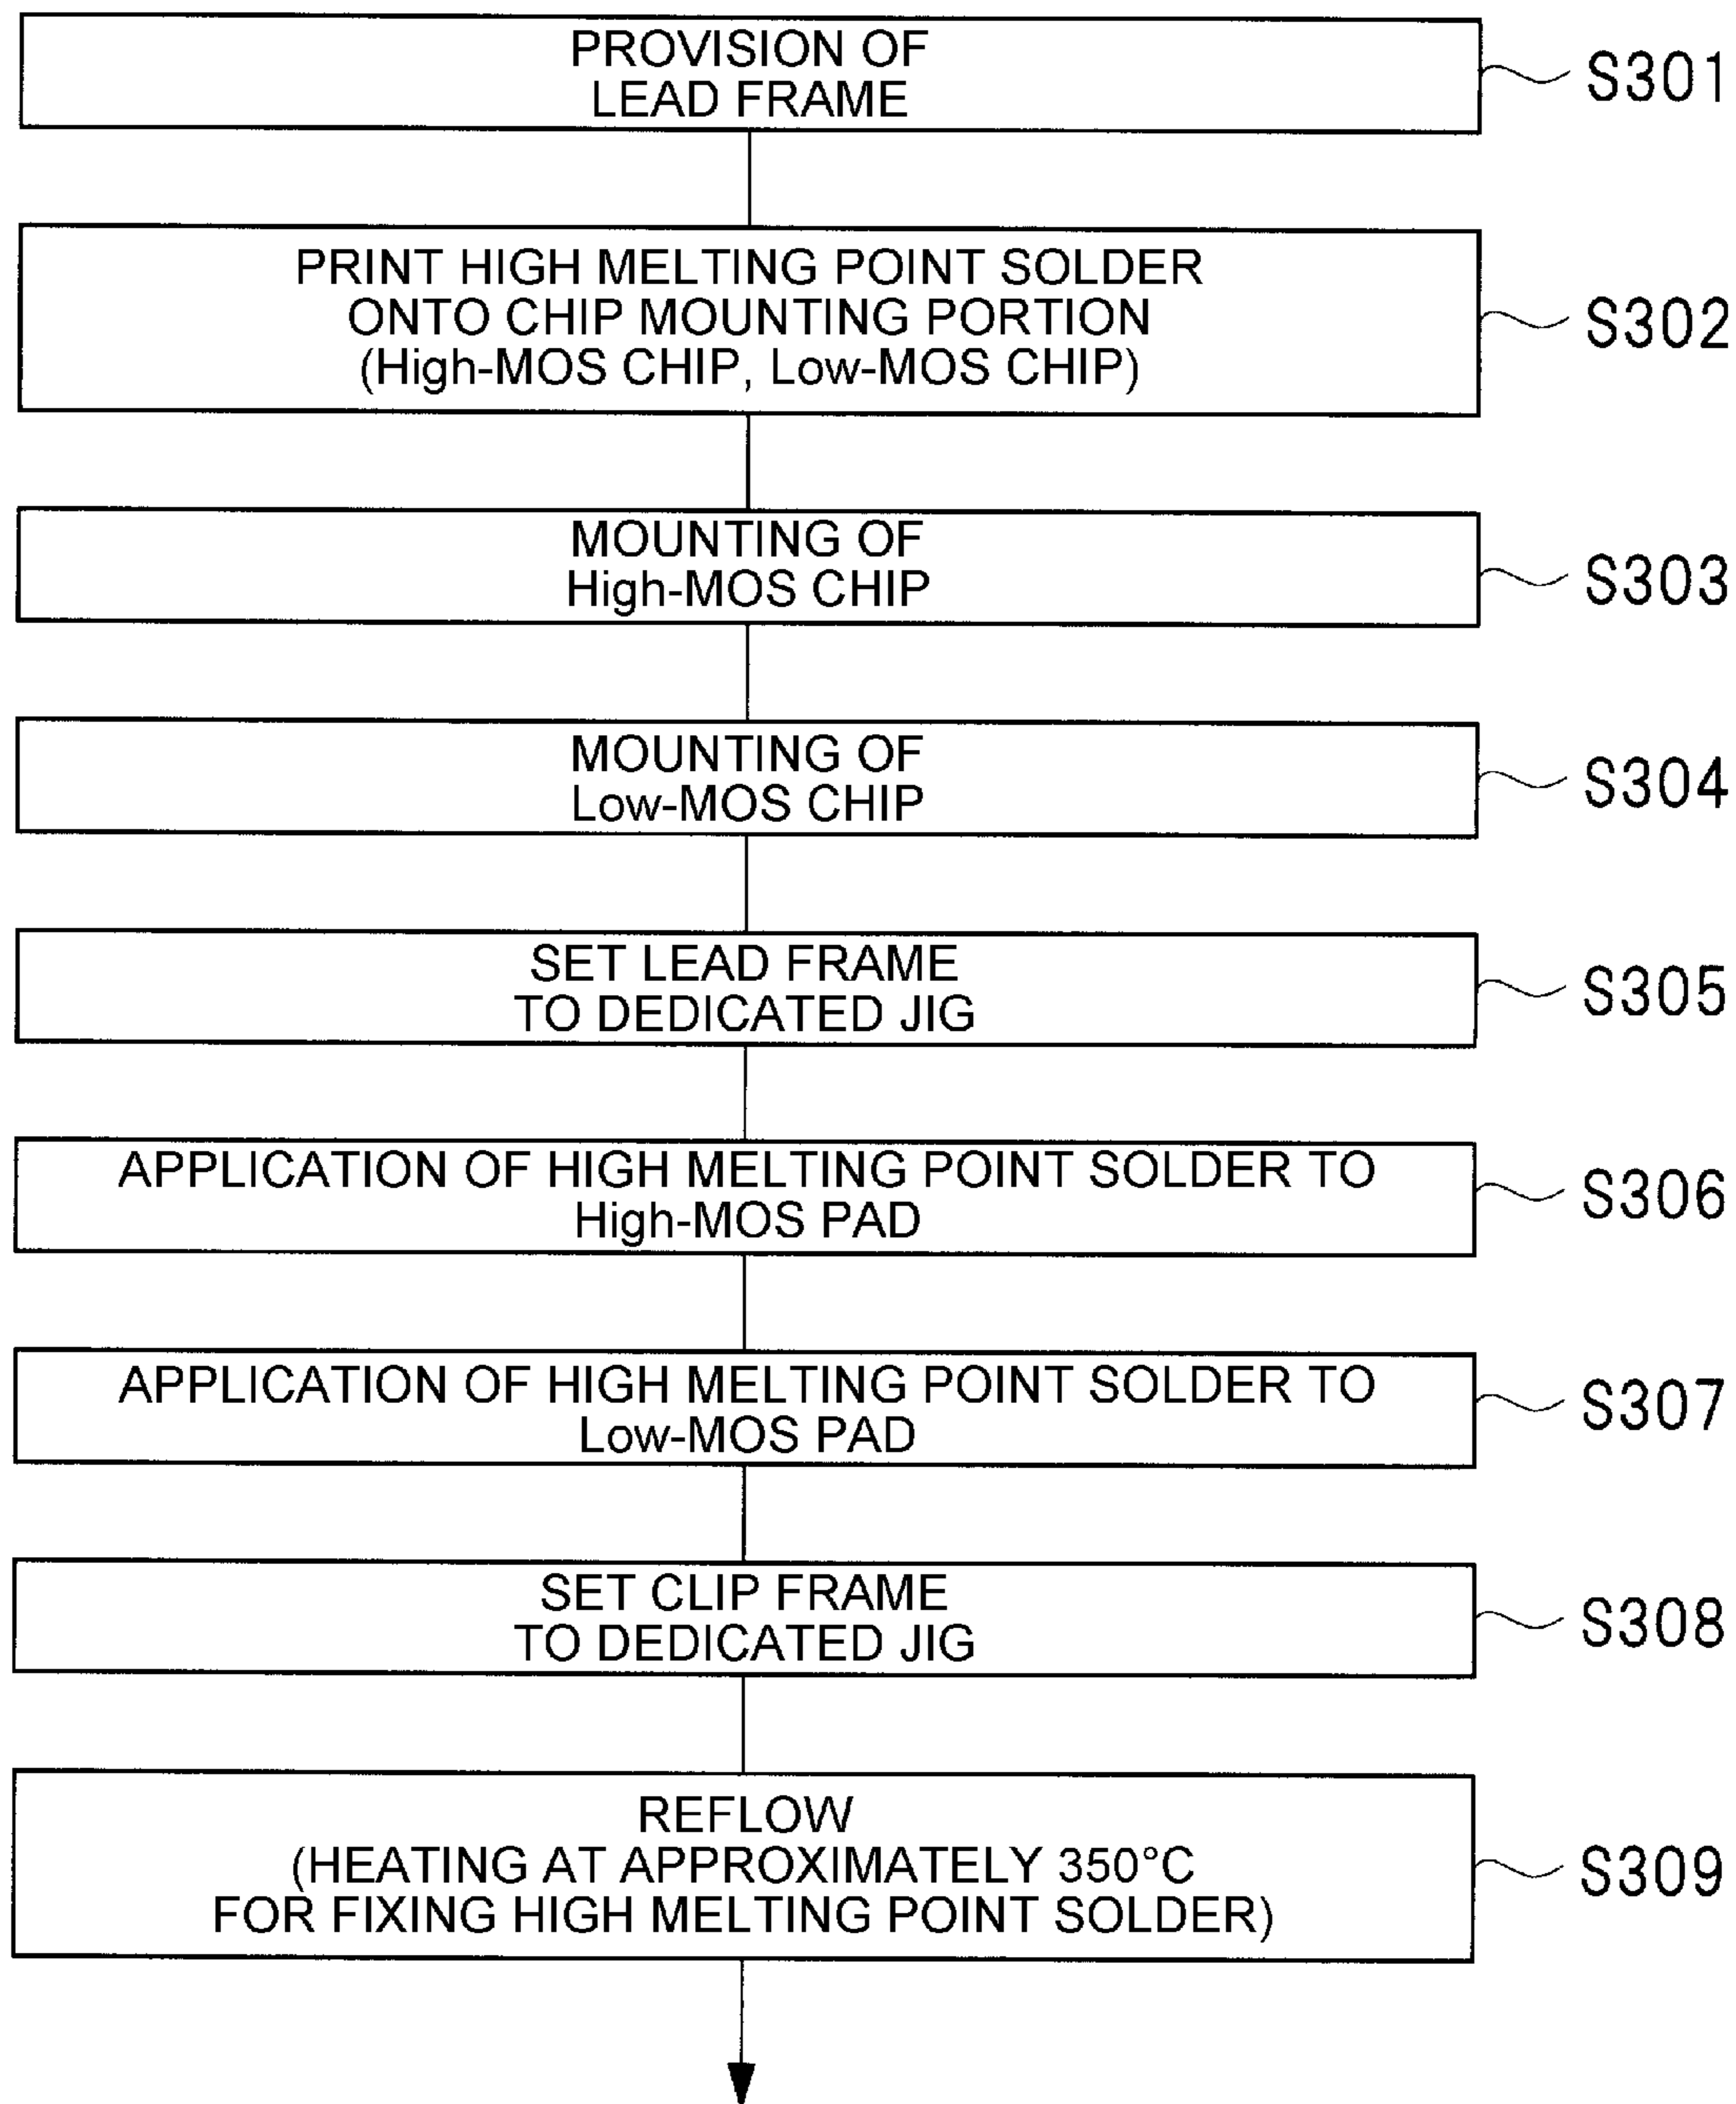 PROVISION OF
LEAD FRAME
S301
PRINT HIGH MELTING POINT SOLDER
ONTO CHIP MOUNTING PORTION
(High-MOS CHIP, Low-MOS CHIP)
S302
MOUNTING OF
High-MOS CHIP
S303
MOUNTING OF
Low-MOS CHIP
S304
SET LEAD FRAME
TO DEDICATED JIG
S305
APPLICATION OF HIGH MELTING POINT SOLDER TO
High-MOS PAD
S306
APPLICATION OF HIGH MELTING POINT SOLDER TO
Low-MOS PAD
S307
SET CLIP FRAME
TO DEDICATED JIG
S308
REFLOW
(HEATING AT APPROXIMATELY 350°C
FOR FIXING HIGH MELTING POINT SOLDER)
S309